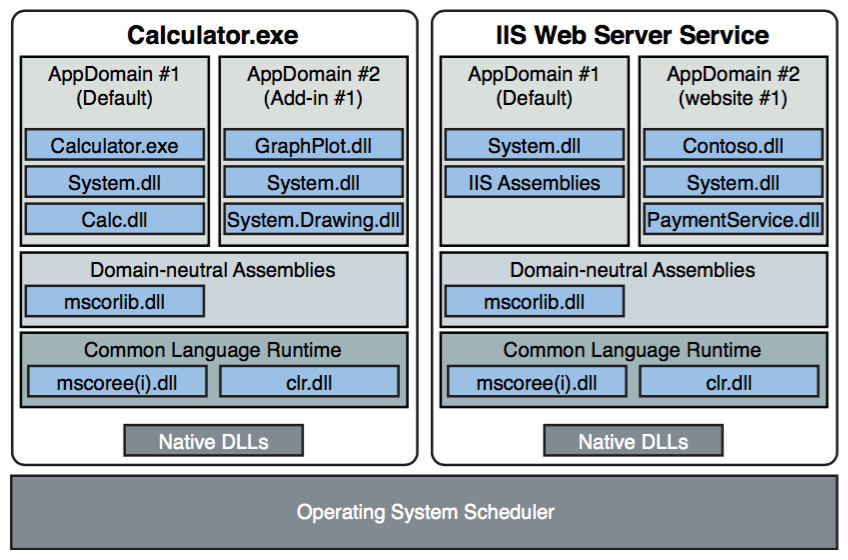 Calculator.exe
AppDomain #1
(Default)
Calculator.exe
System.dll
Calc.dll
AppDomain #2
(Add-in #1)
GraphPlot.dll
System.dll
System.Drawing.dll
Domain-neutral Assemblies
mscorlib.dll
Common Language Runtime
mscoree(i).dll
clr.dll
Native DLLs
IIS Web Server Service
AppDomain #1
(Default)
System.dll
IIS Assemblies
AppDomain #2
(website #1)
Contoso.dll
System.dll
PaymentService.dll
Domain-neutral Assemblies
mscorlib.dll
Common Language Runtime
mscoree(i).dll
clr.dll
Native DLLs
Operating System Scheduler